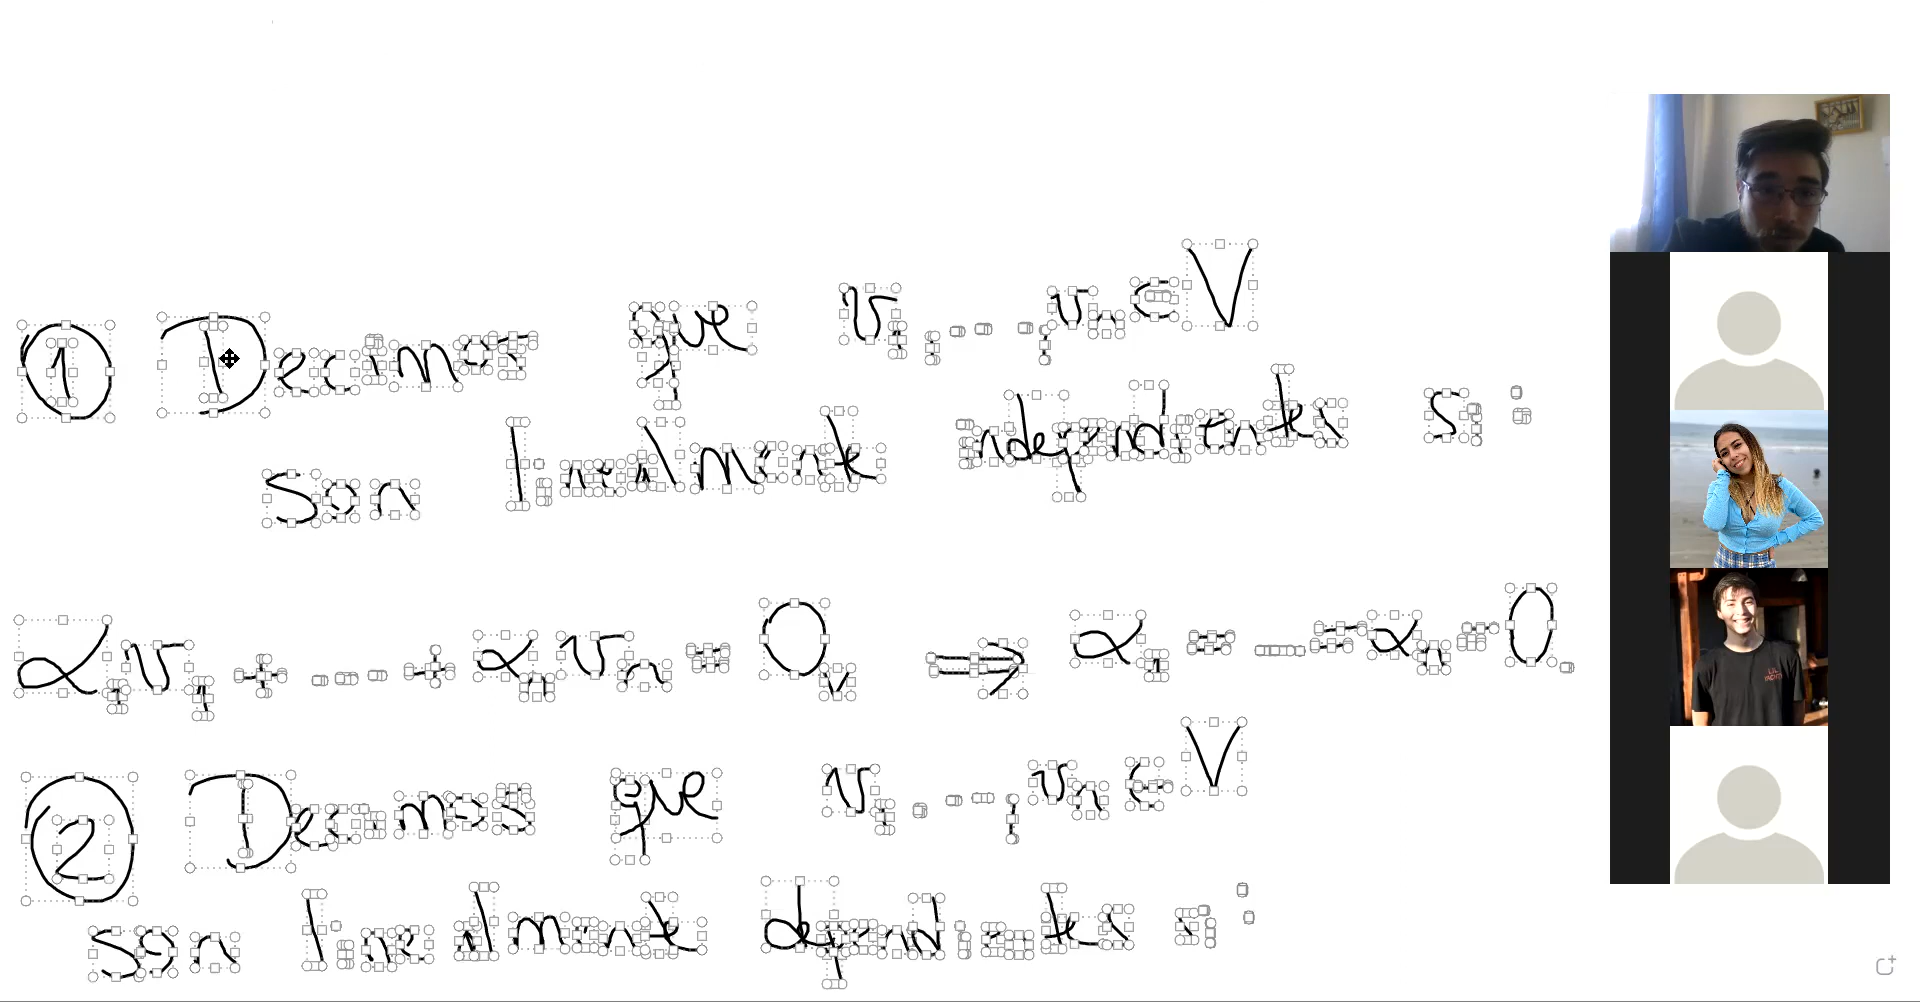 ① Decimos que v₁, ..., vₙ ∈ V
son linealmente independientes si:
α₁v₁ + ... + αₙvₙ = 0ᵥ ⇒ α₁ = ... = αₙ = 0.
② Decimos que v₁, ..., vₙ ∈ V
son linealmente dependientes si: